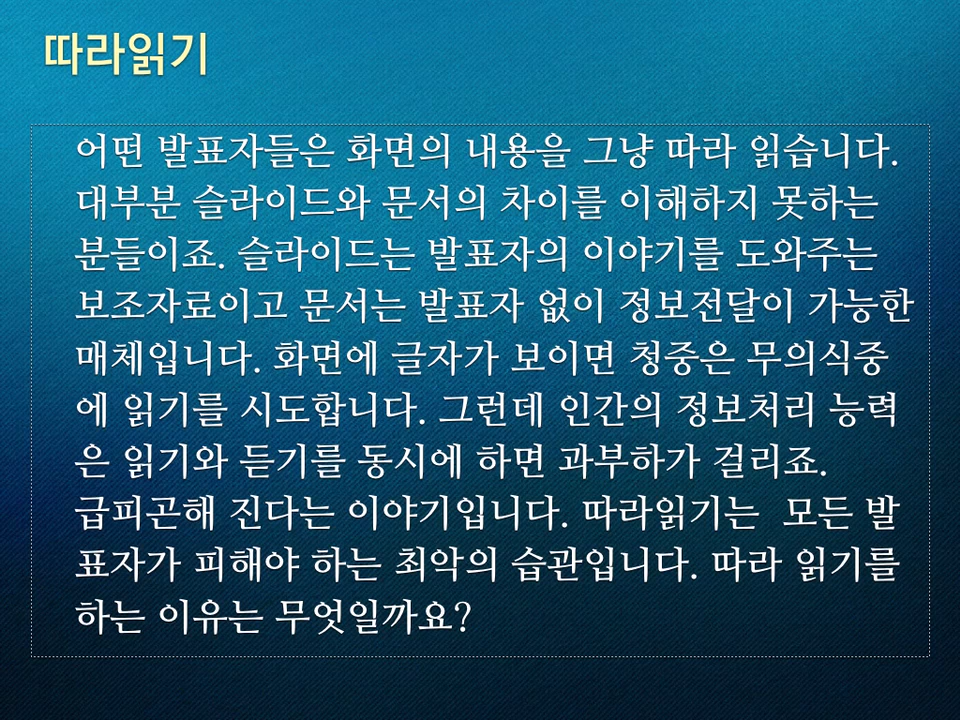 따라읽기
어떤 발표자들은 화면의 내용을 그냥 따라 읽습니다.
대부분 슬라이드와 문서의 차이를 이해하지 못하는
분들이죠. 슬라이드는 발표자의 이야기를 도와주는
보조자료이고 문서는 발표자 없이 정보전달이 가능한
매체입니다. 화면에 글자가 보이면 청중은 무의식중
에 읽기를 시도합니다. 그런데 인간의 정보처리 능력
은 읽기와 듣기를 동시에 하면 과부하가 걸리죠.
급피곤해 진다는 이야기입니다. 따라읽기는  모든 발
표자가 피해야 하는 최악의 습관입니다. 따라 읽기를
하는 이유는 무엇일까요?